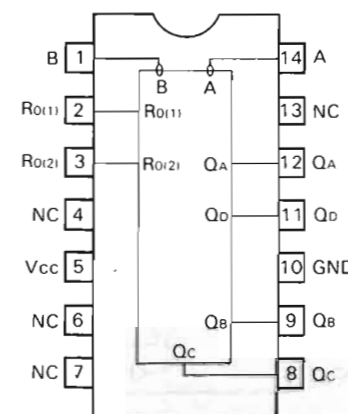 B 1 14 A
B A
R0(1) 2 R0(1) 13 NC
R0(2) 3 R0(2) QA 12 QA
NC 4 QD 11 QD
Vcc 5 10 GND
NC 6 QB 9 QB
QC
NC 7 8 QC